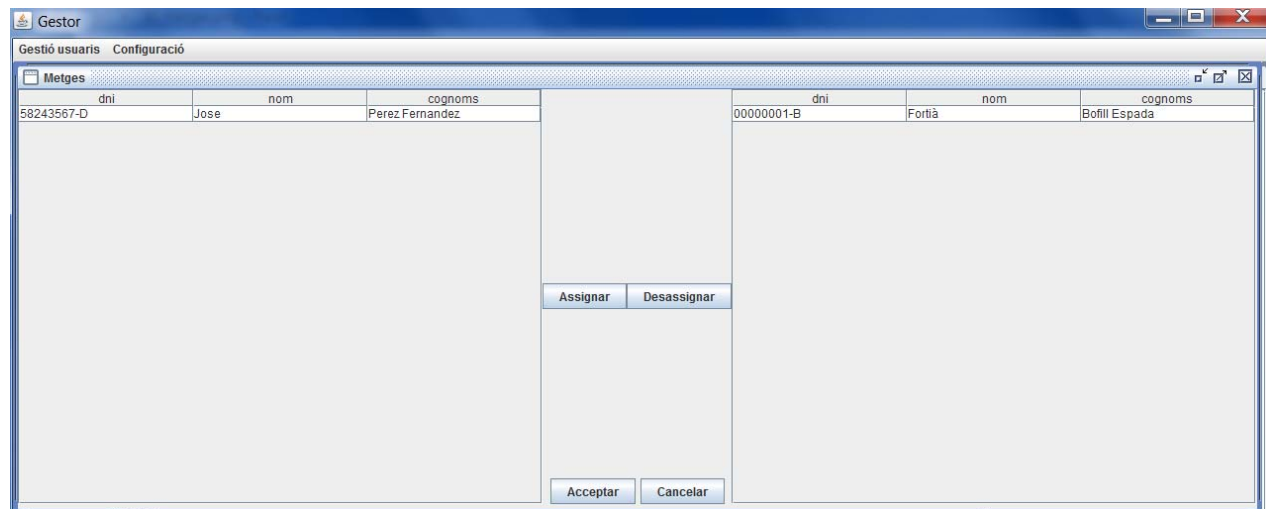 Gestor
Gestió usuaris Configuració
Metges
dni nom cognoms
58243567-D Jose Perez Fernandez
dni nom cognoms
00000001-B Fortià Bofill Espada
Assignar Desassignar
Acceptar Cancelar